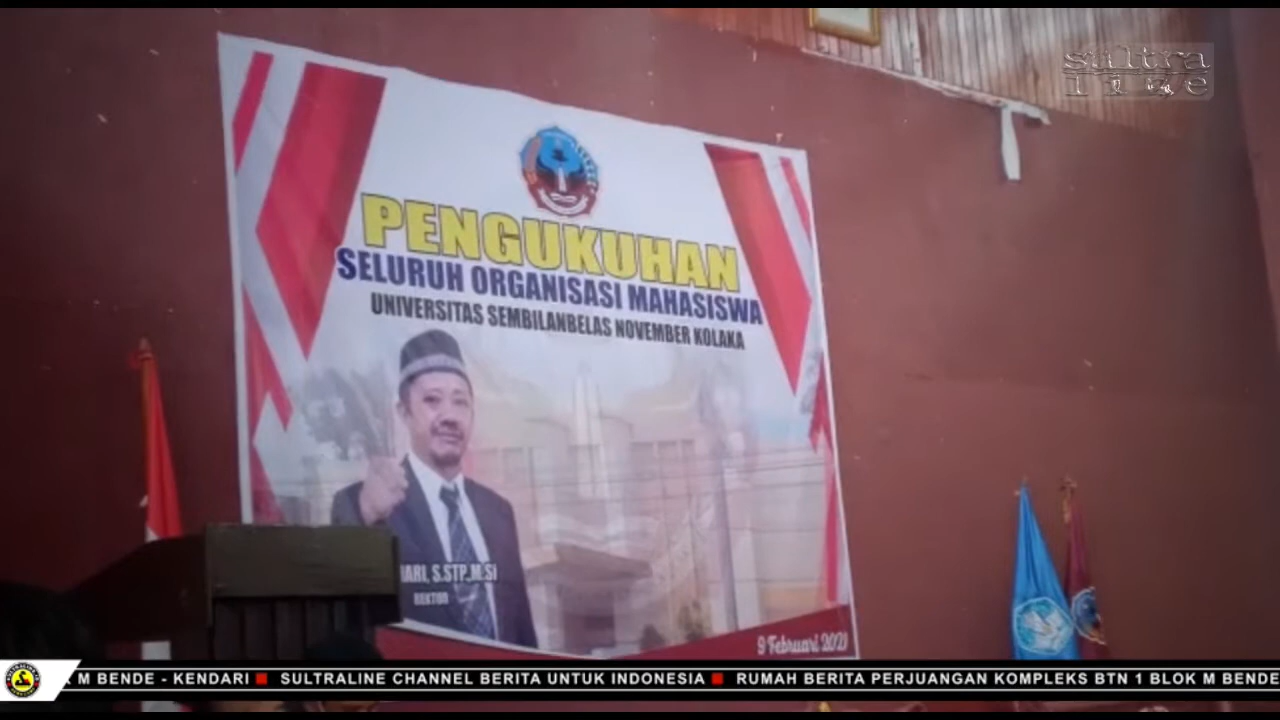 sultra
line
PENGUKUHAN
SELURUH ORGANISASI MAHASISWA
UNIVERSITAS SEMBILANBELAS NOVEMBER KOLAKA
S.STP.,M.Si
REKTOR
9 Februari 2021
M BENDE - KENDARI ■ SULTRALINE CHANNEL BERITA UNTUK INDONESIA ■ RUMAH BERITA PERJUANGAN KOMPLEKS BTN 1 BLOK M BENDE